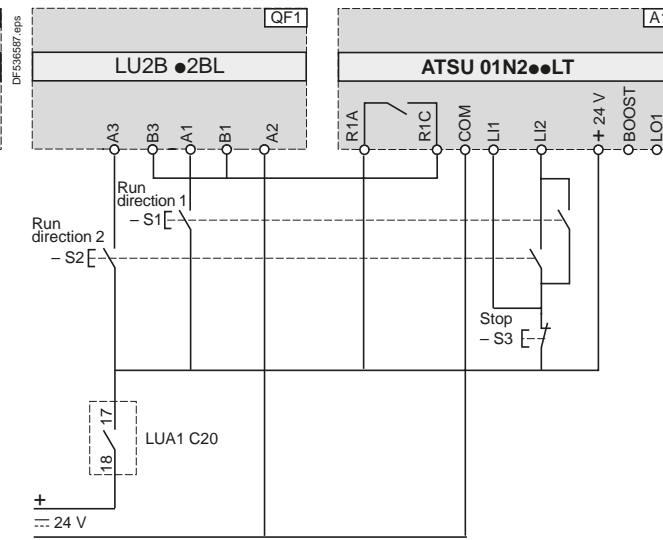 DF536587.eps
QF1
LU2B ●2BL
A3
B3
A1
B1
A2
A1
ATSU 01N2●●LT
R1A
R1C
COM
LI1
LI2
+ 24 V
BOOST
LO1
Run
direction 1
– S1
Run
direction 2
– S2
Stop
– S3
17
18
LUA1 C20
+
24 V